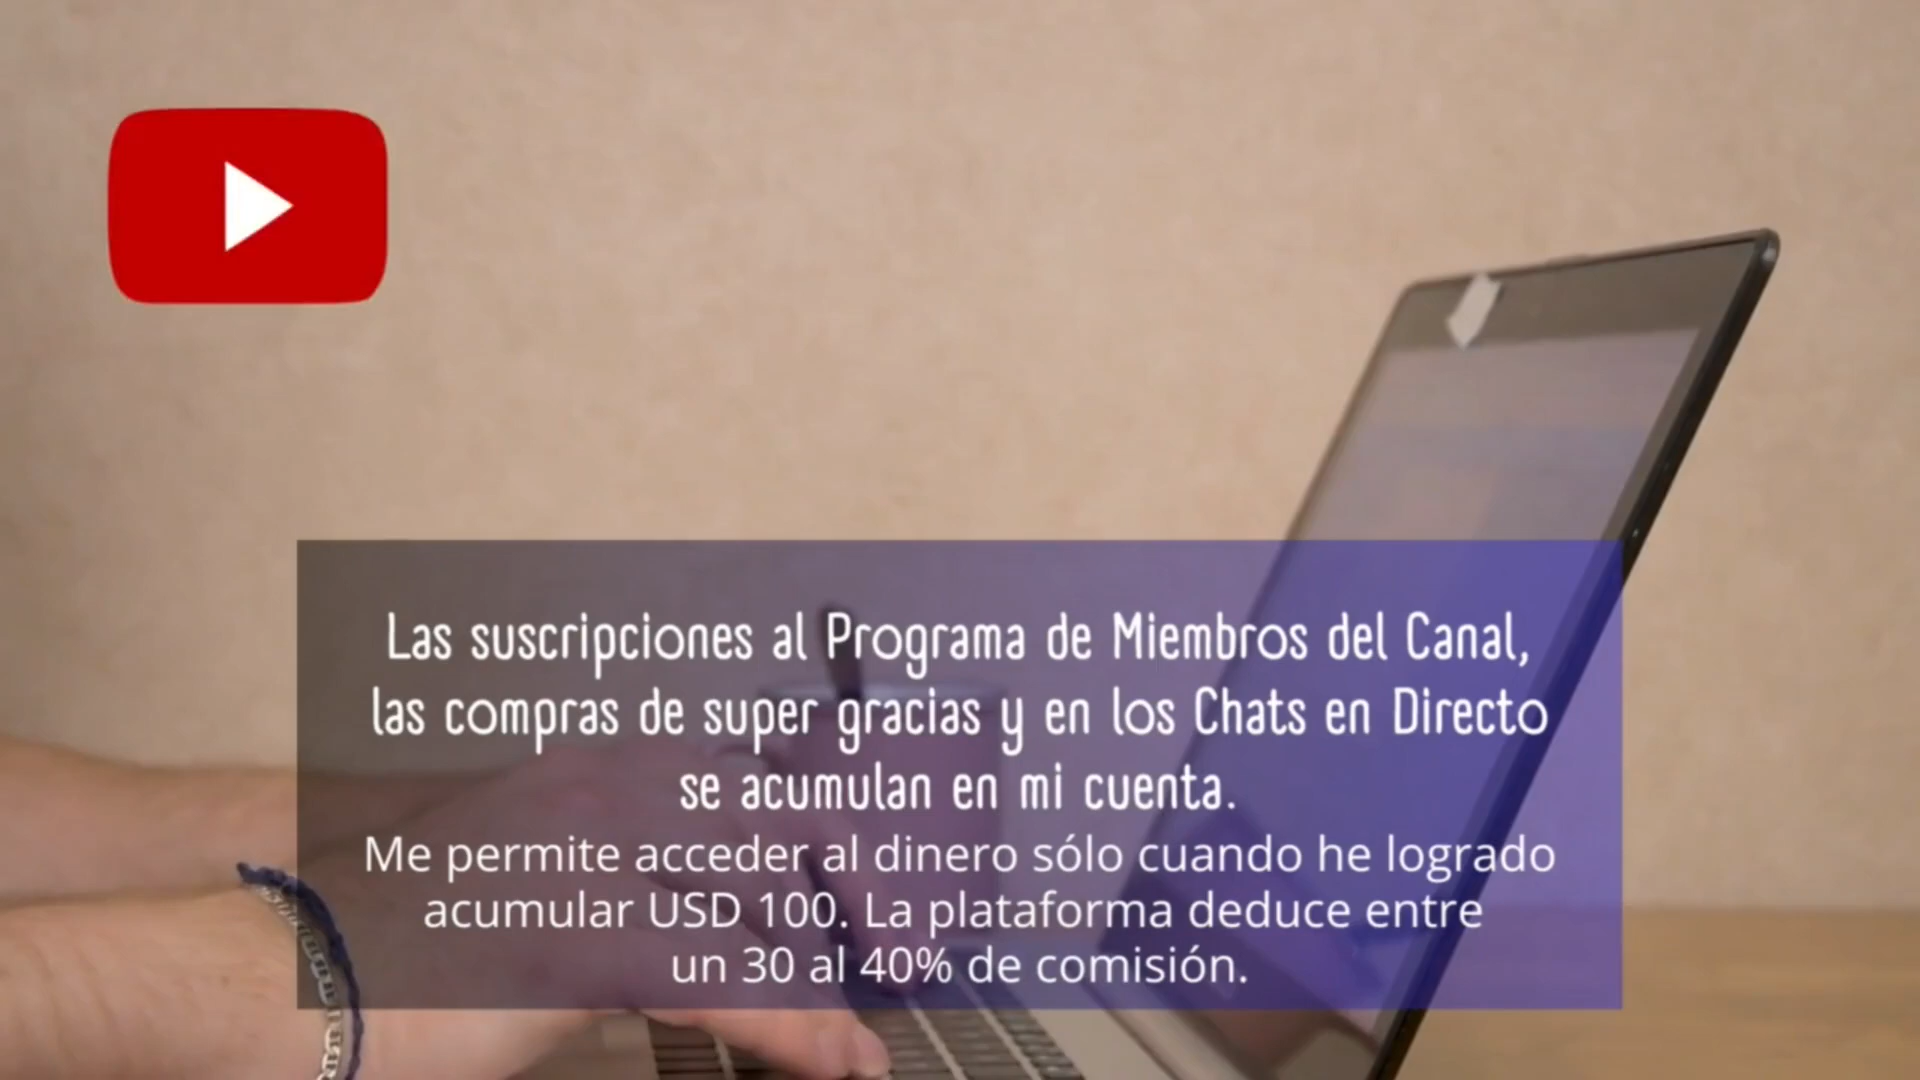 Las suscripciones al Programa de Miembros del Canal,
las compras de super gracias y en los Chats en Directo
se acumulan en mi cuenta.
Me permite acceder al dinero sólo cuando he logrado
acumular USD 100. La plataforma deduce entre
un 30 al 40% de comisión.